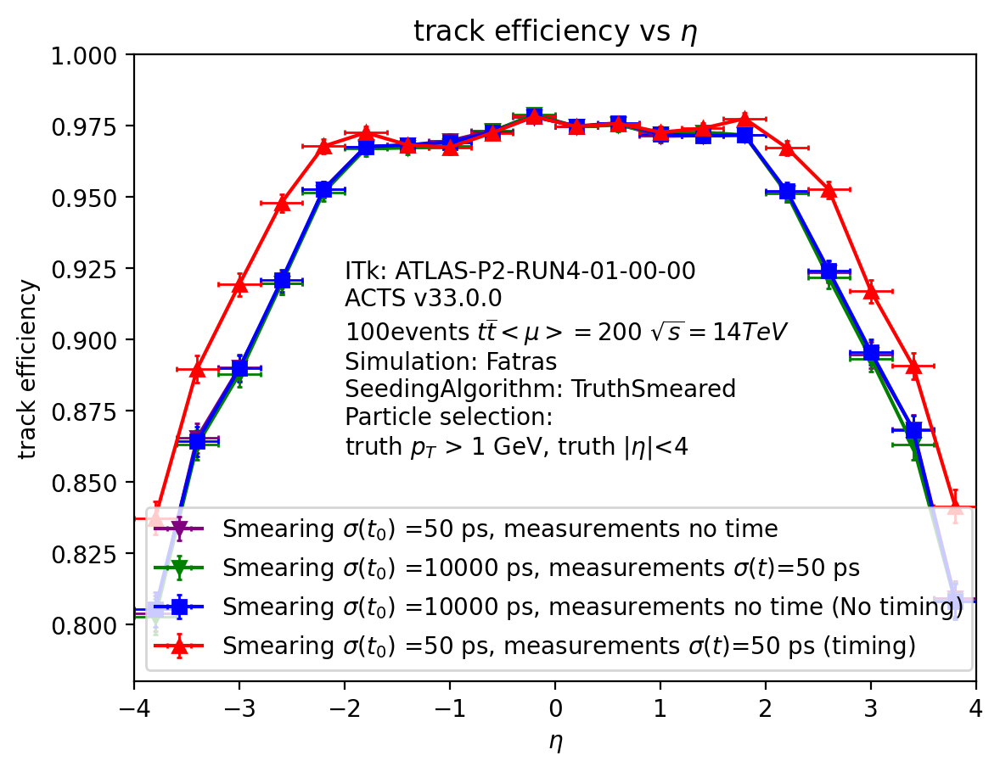 track efficiency vs η
1.000
0.975
0.950
0.925
0.900
0.875
0.850
0.825
0.800
track efficiency
ITk: ATLAS-P2-RUN4-01-00-00
ACTS v33.0.0
100events tt̅ < μ > = 200 √s = 14TeV
Simulation: Fatras
SeedingAlgorithm: TruthSmeared
Particle selection:
truth p_T > 1 GeV, truth |η|<4
Smearing σ(t₀) =50 ps, measurements no time
Smearing σ(t₀) =10000 ps, measurements σ(t)=50 ps
Smearing σ(t₀) =10000 ps, measurements no time (No timing)
Smearing σ(t₀) =50 ps, measurements σ(t)=50 ps (timing)
−4 −3 −2 −1 0 1 2 3 4
η